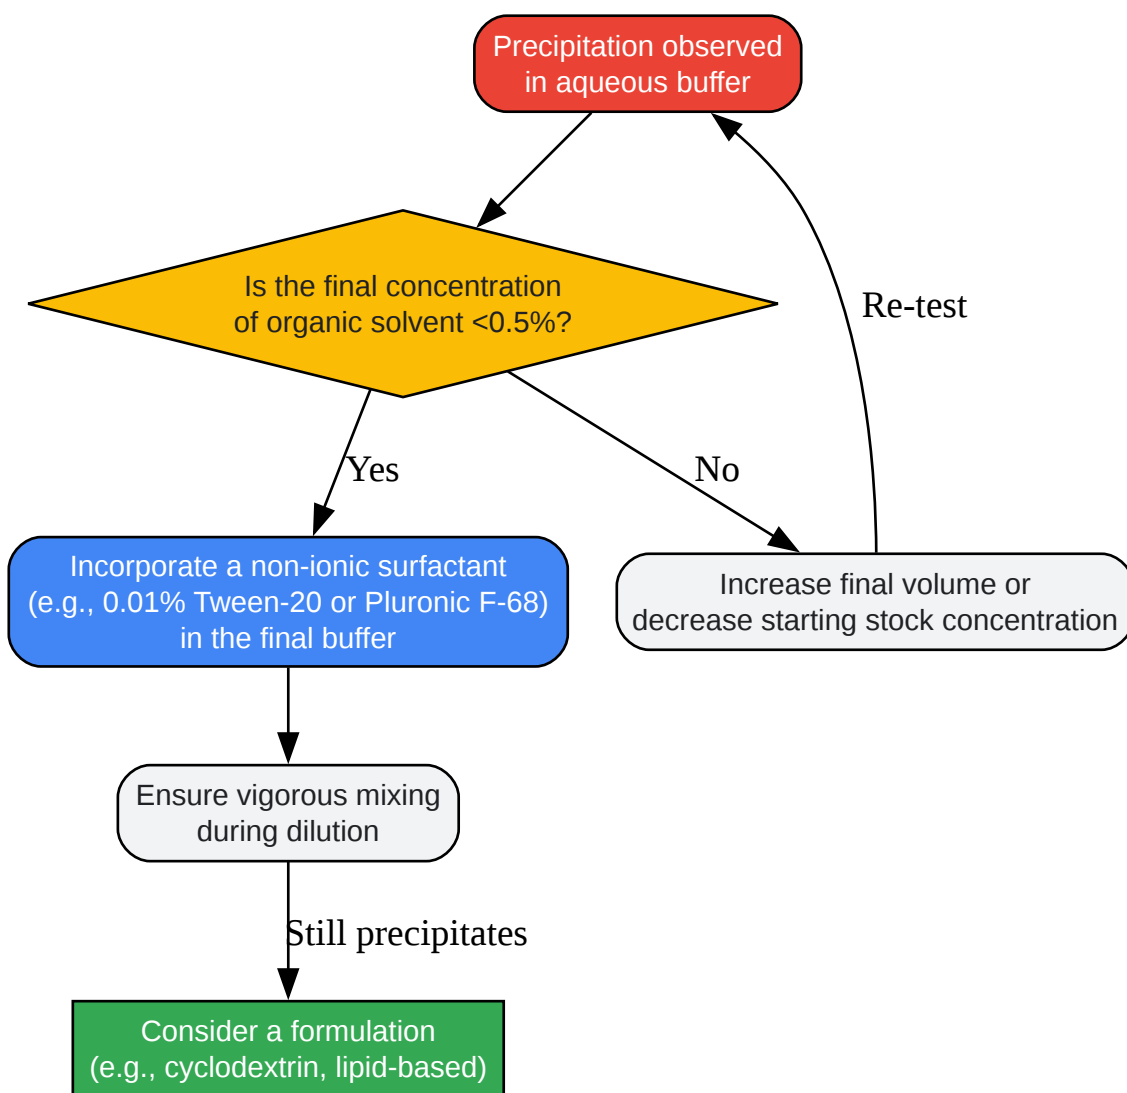 Precipitation observed
in aqueous buffer
Is the final concentration
of organic solvent <0.5%?
Re-test
Yes
No
Incorporate a non-ionic surfactant
(e.g., 0.01% Tween-20 or Pluronic F-68)
in the final buffer
Increase final volume or
decrease starting stock concentration
Ensure vigorous mixing
during dilution
Still precipitates
Consider a formulation
(e.g., cyclodextrin, lipid-based)